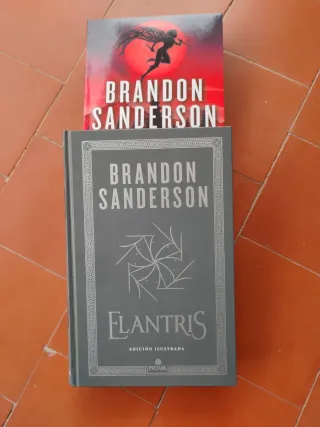 BRANDON
SANDERSON
BRANDON
SANDERSON
ELANTRIS
EDICIÓN ILUSTRADA
NOVA